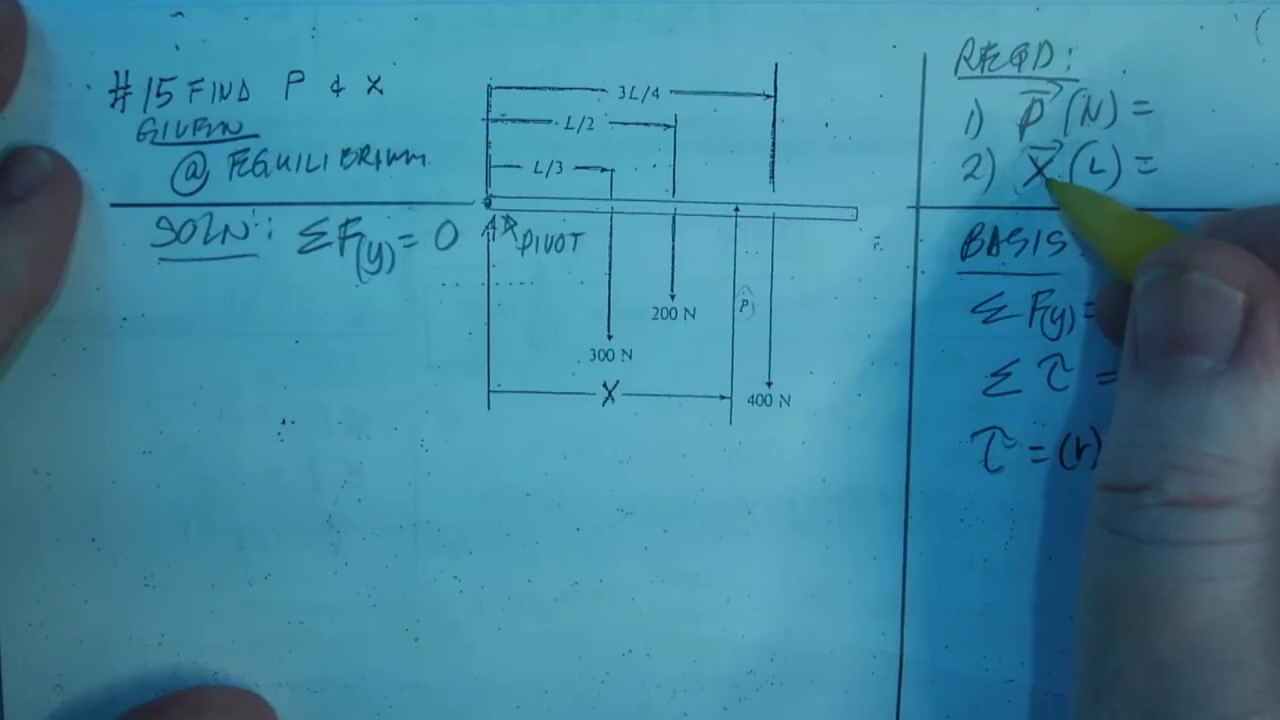 #15 FIND P & X
GIVEN
@ EQUILIBRIUM
SOLN: ΣF(y) = 0
3L/4
L/2
L/3
PIVOT
200 N
P
300 N
X
400 N
REQD:
1) P (N) =
2) X (L) =
BASIS
ΣF(y) =
Στ =
τ = (r)